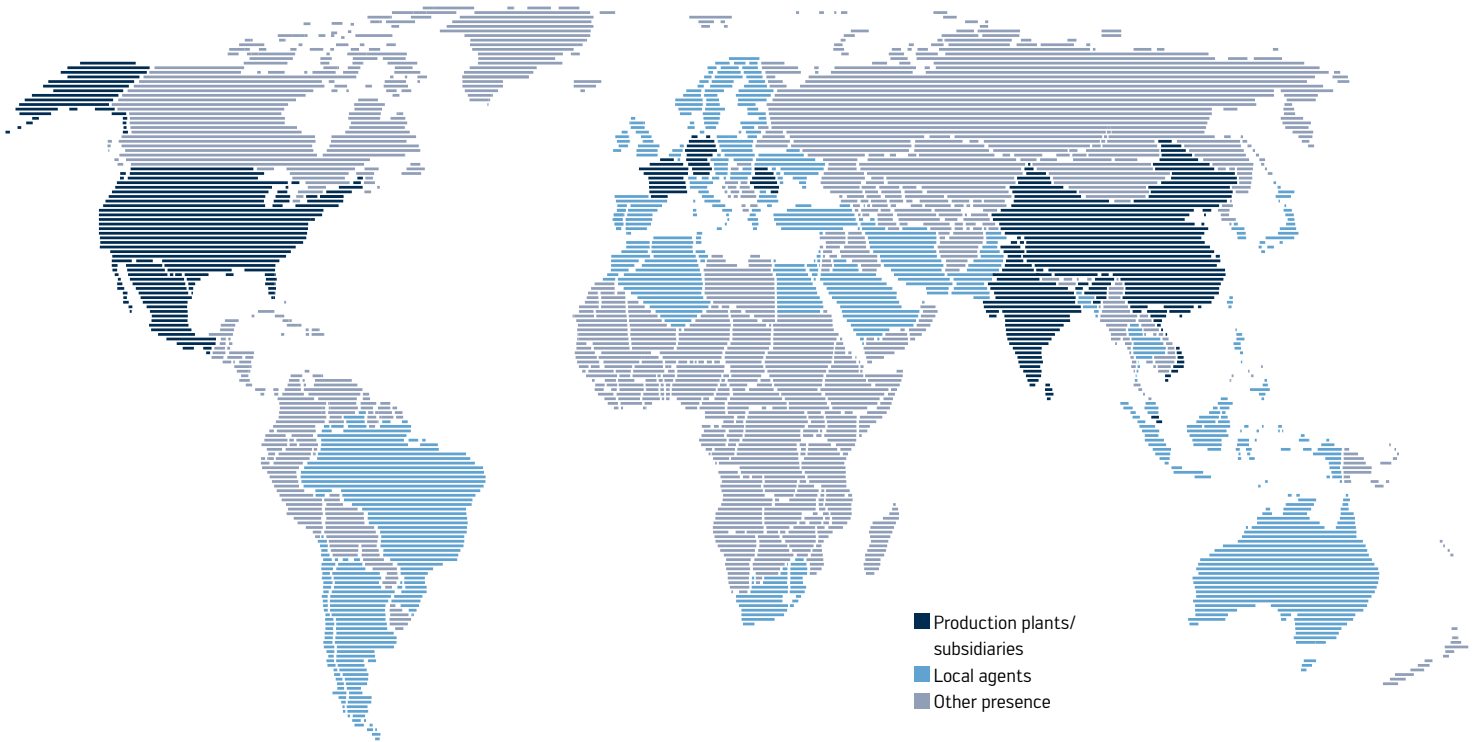 Production plants/
subsidiaries
Local agents
Other presence